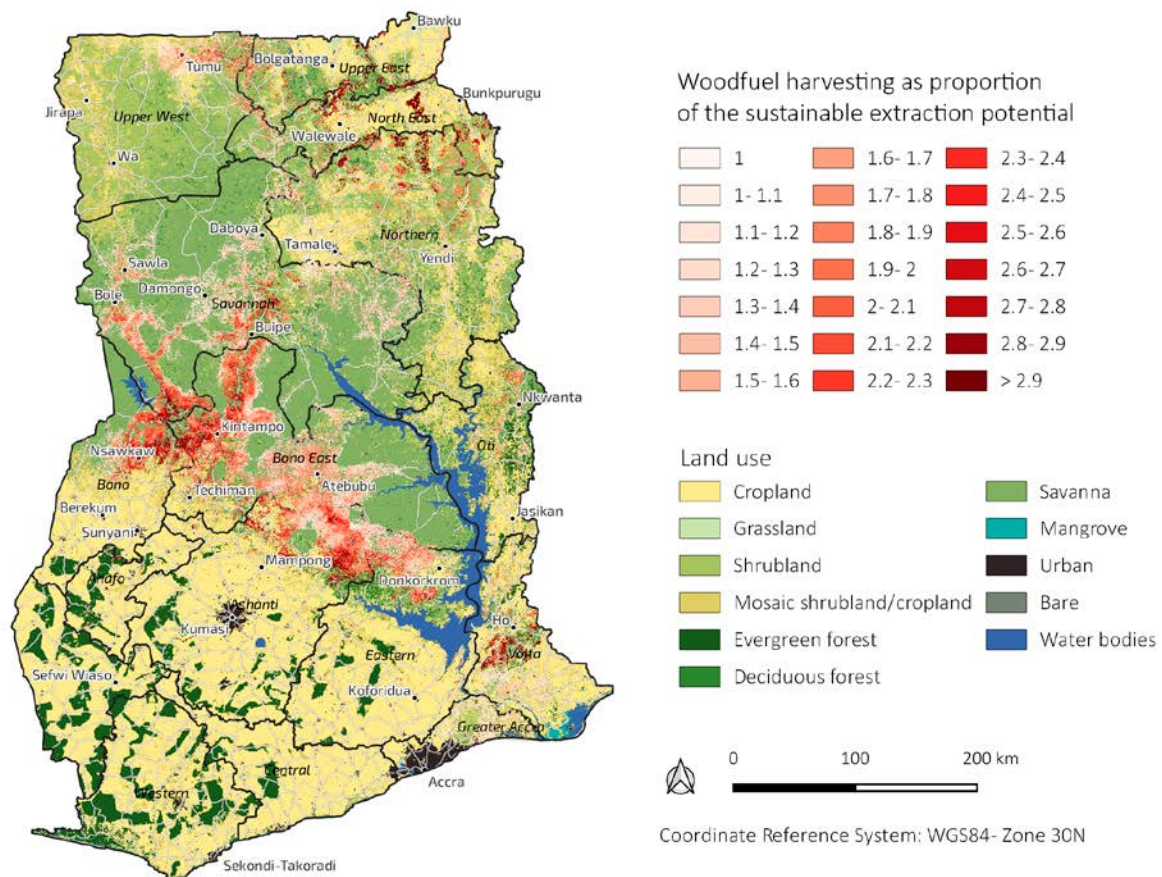 Bawku
Tumu
Bolgatanga
Upper East
Bunkpurugu
Jirapa
Upper West
North East
Walewale
Wa
Daboya
Northern
Tamale
Yendi
Sawla
Damongo
Bole
Savannah
Buipe
Nkwanta
Kintampo
Oti
Nsawkaw
Bono East
Bono
Techiman
Atebubu
Berekum
Jasikan
Sunyani
Mampong
Ahafo
Donkorkrom
Ashanti
Kumasi
Ho
Volta
Eastern
Sefwi Wiaso
Koforidua
Greater Accra
Central
Accra
Western
Sekondi-Takoradi
Woodfuel harvesting as proportion
of the sustainable extraction potential
1
1- 1.1
1.1- 1.2
1.2- 1.3
1.3- 1.4
1.4- 1.5
1.5- 1.6
1.6- 1.7
1.7- 1.8
1.8- 1.9
1.9- 2
2- 2.1
2.1- 2.2
2.2- 2.3
2.3- 2.4
2.4- 2.5
2.5- 2.6
2.6- 2.7
2.7- 2.8
2.8- 2.9
> 2.9
Land use
Cropland
Grassland
Shrubland
Mosaic shrubland/cropland
Evergreen forest
Deciduous forest
Savanna
Mangrove
Urban
Bare
Water bodies
0 100 200 km
Coordinate Reference System: WGS84- Zone 30N